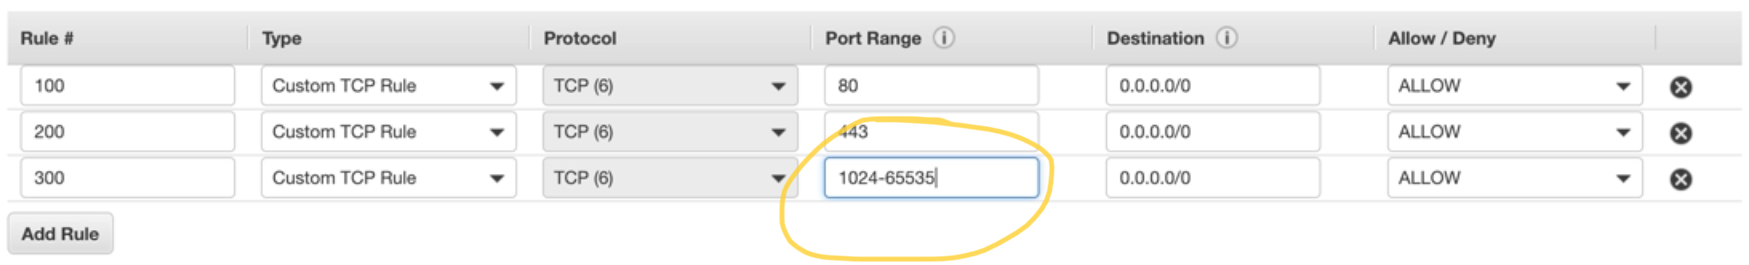 Rule # Type Protocol Port Range i Destination i Allow / Deny
100 Custom TCP Rule TCP (6) 80 0.0.0.0/0 ALLOW
200 Custom TCP Rule TCP (6) 443 0.0.0.0/0 ALLOW
300 Custom TCP Rule TCP (6) 1024-65535 0.0.0.0/0 ALLOW
Add Rule